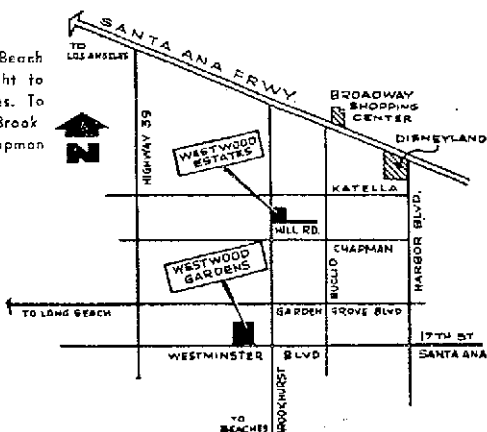 Beach
ht to
es. To
Brook
apman
N
TO
LOS ANGELES
SANTA ANA FRWY.
BROADWAY
SHOPPING
CENTER
DISNEYLAND
HIGHWAY 39
WESTWOOD
ESTATES
KATELLA
HILL RD.
CHAPMAN
EUCLID
HARBOR BLVD.
WESTWOOD
GARDENS
TO LONG BEACH
GARDEN GROVE BLVD
17TH ST
WESTMINSTER BLVD
SANTA ANA
BROOKHURST
TO
BEACHES